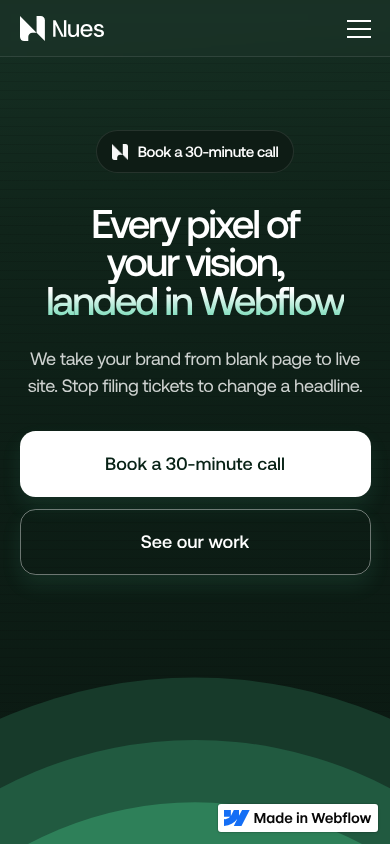 Nues
Book a 30-minute call
Every pixel of
your vision,
landed in Webflow
We take your brand from blank page to live
site. Stop filing tickets to change a headline.
Book a 30-minute call
See our work
Made in Webflow